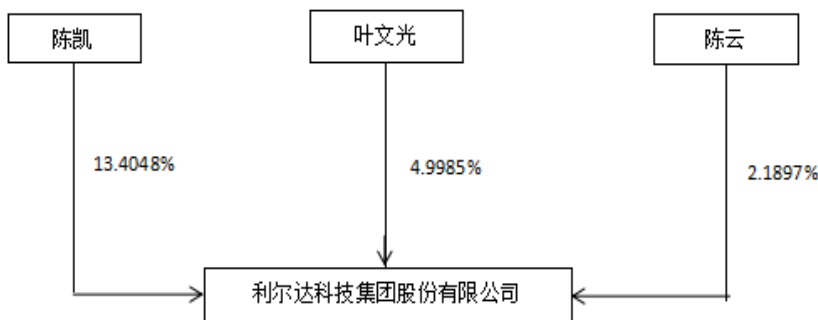 陈凯
叶文光
陈云
13.4048%
4.9985%
2.1897%
利尔达科技集团股份有限公司